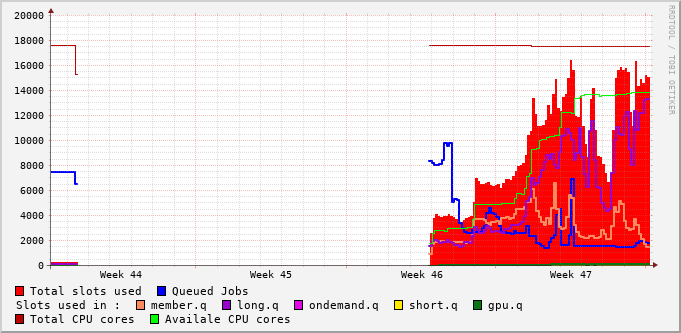 RRDTOOL / TOBI OETIKER
20000
18000
16000
14000
12000
10000
8000
6000
4000
2000
0
Week 44 Week 45 Week 46 Week 47
Total slots used Queued Jobs
Slots used in : member.q long.q ondemand.q short.q gpu.q
Total CPU cores Availale CPU cores